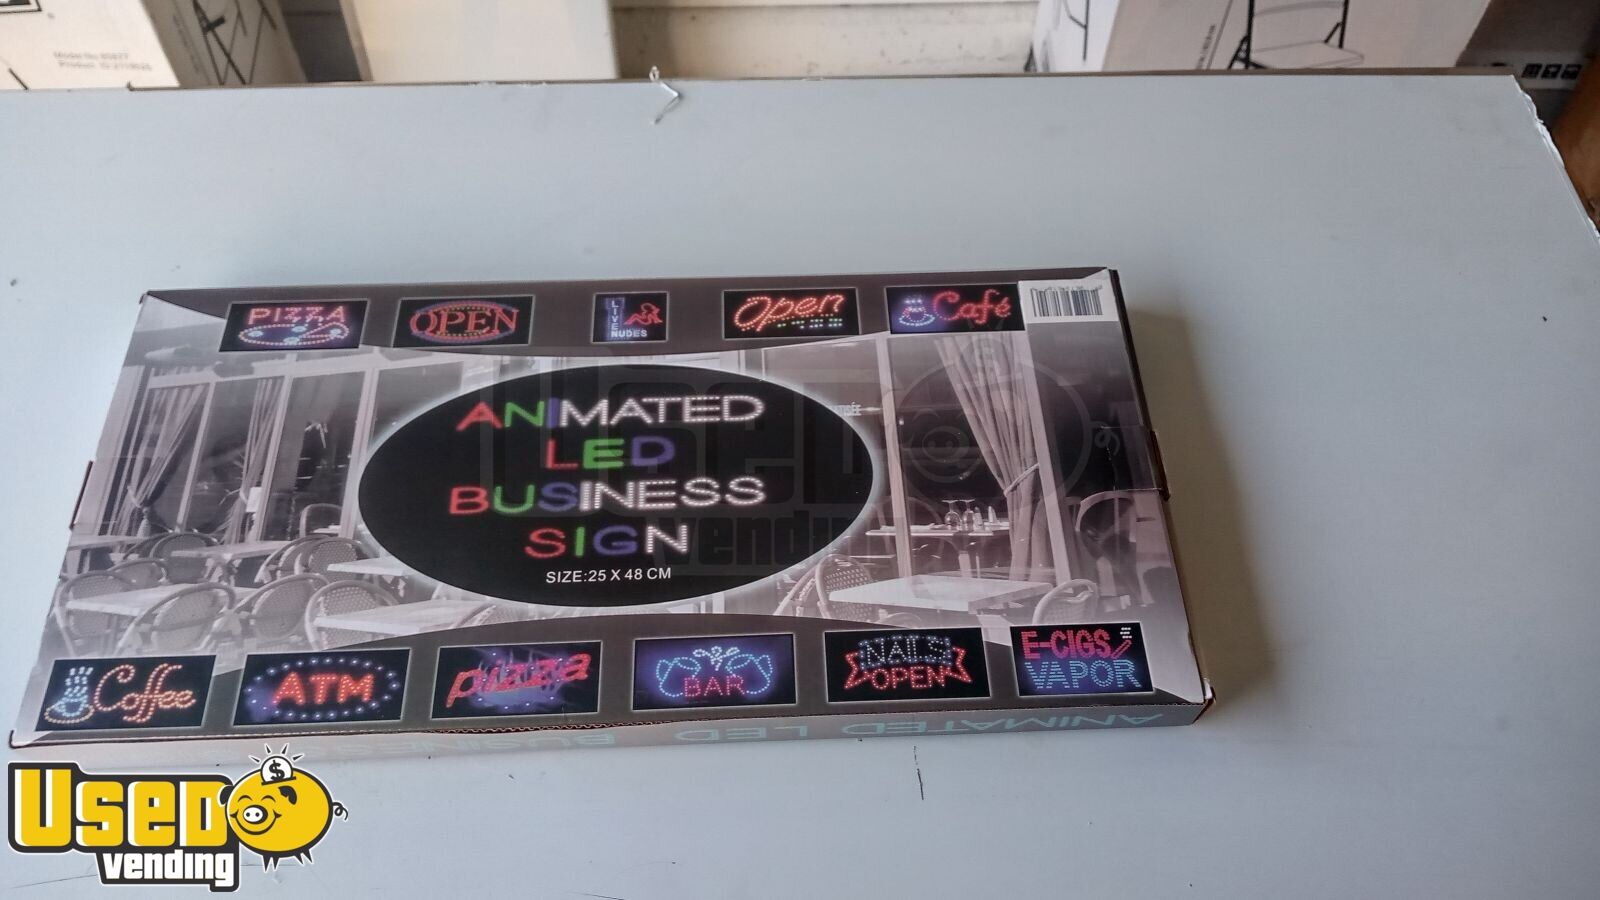 PIZZA
OPEN
LIVE
NUDES
Open
Café
ANIMATED
LED
BUSINESS
SIGN
SIZE:25 X 48 CM
Coffee
ATM
pizza
BAR
NAILS
OPEN
E-CIGS
VAPOR
ANIMATED LED BUSINESS
USED
vending
$